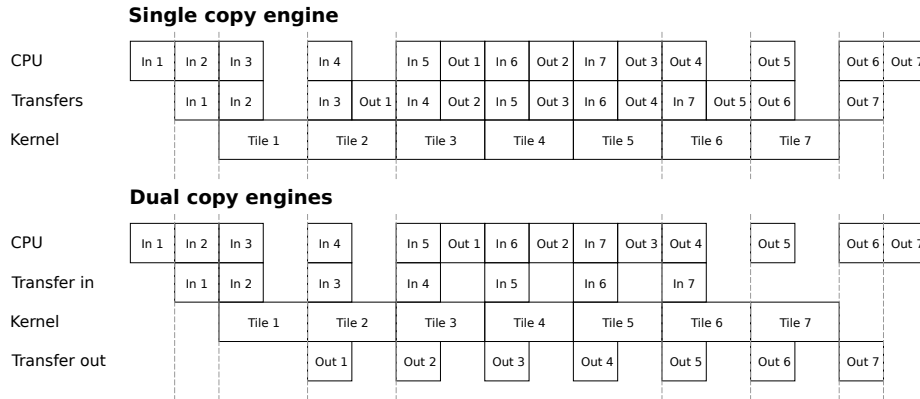 Single copy engine
CPU In 1 In 2 In 3 In 4 In 5 Out 1 In 6 Out 2 In 7 Out 3 Out 4 Out 5 Out 6 Out 7
Transfers In 1 In 2 In 3 Out 1 In 4 Out 2 In 5 Out 3 In 6 Out 4 In 7 Out 5 Out 6 Out 7
Kernel Tile 1 Tile 2 Tile 3 Tile 4 Tile 5 Tile 6 Tile 7
Dual copy engines
CPU In 1 In 2 In 3 In 4 In 5 Out 1 In 6 Out 2 In 7 Out 3 Out 4 Out 5 Out 6 Out 7
Transfer in In 1 In 2 In 3 In 4 In 5 In 6 In 7
Kernel Tile 1 Tile 2 Tile 3 Tile 4 Tile 5 Tile 6 Tile 7
Transfer out Out 1 Out 2 Out 3 Out 4 Out 5 Out 6 Out 7